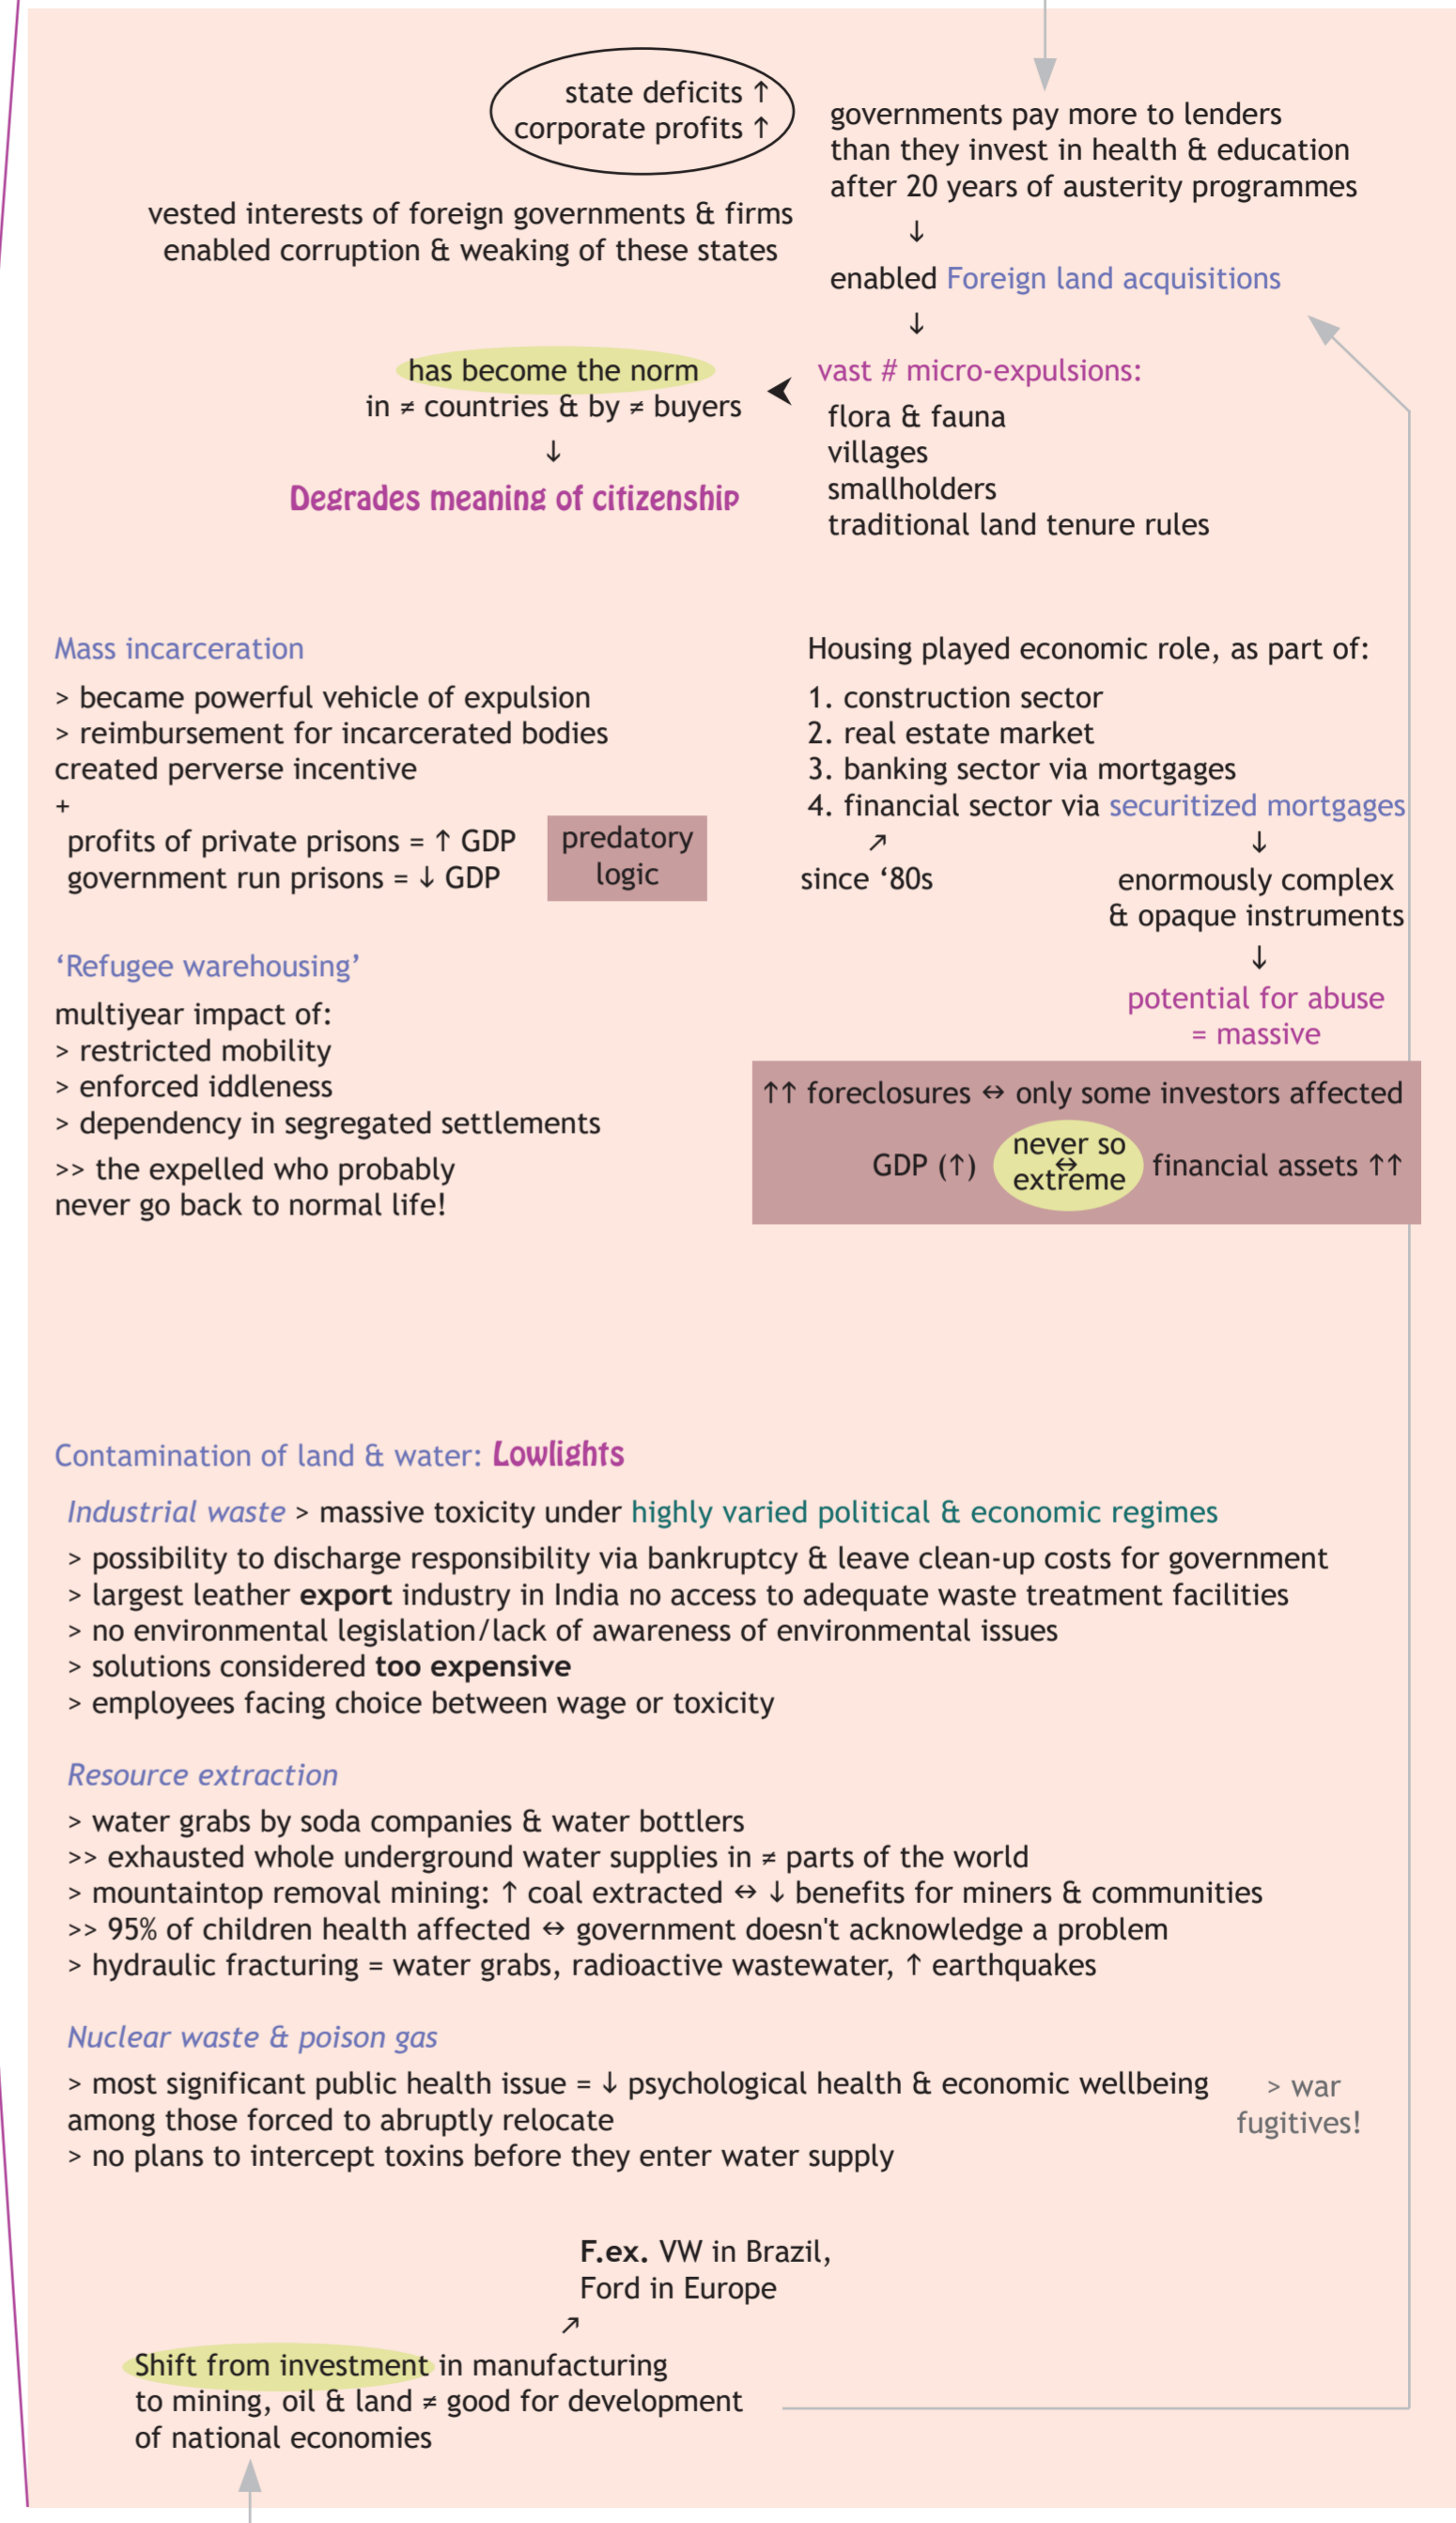 state deficits ↑
corporate profits ↑
vested interests of foreign governments & firms
enabled corruption & weaking of these states
governments pay more to lenders
than they invest in health & education
after 20 years of austerity programmes
↓
enabled Foreign land acquisitions
↓
vast # micro-expulsions:
flora & fauna
villages
smallholders
traditional land tenure rules
has become the norm
in ≠ countries & by ≠ buyers
↓
Degrades meaning of citizenship
Mass incarceration
> became powerful vehicle of expulsion
> reimbursement for incarcerated bodies
created perverse incentive
+
profits of private prisons = ↑ GDP
government run prisons = ↓ GDP
predatory
logic
‘Refugee warehousing’
multiyear impact of:
> restricted mobility
> enforced iddleness
> dependency in segregated settlements
>> the expelled who probably
never go back to normal life!
Housing played economic role, as part of:
1. construction sector
2. real estate market
3. banking sector via mortgages
4. financial sector via securitized mortgages
↗
since ‘80s
↓
enormously complex
& opaque instruments
↓
potential for abuse
= massive
↑↑ foreclosures ↔ only some investors affected
GDP (↑) never so ↔ extreme financial assets ↑↑
Contamination of land & water: Lowlights
Industrial waste > massive toxicity under highly varied political & economic regimes
> possibility to discharge responsibility via bankruptcy & leave clean-up costs for government
> largest leather export industry in India no access to adequate waste treatment facilities
> no environmental legislation/lack of awareness of environmental issues
> solutions considered too expensive
> employees facing choice between wage or toxicity
Resource extraction
> water grabs by soda companies & water bottlers
>> exhausted whole underground water supplies in ≠ parts of the world
> mountaintop removal mining: ↑ coal extracted ↔ ↓ benefits for miners & communities
>> 95% of children health affected ↔ government doesn't acknowledge a problem
> hydraulic fracturing = water grabs, radioactive wastewater, ↑ earthquakes
Nuclear waste & poison gas
> most significant public health issue = ↓ psychological health & economic wellbeing
among those forced to abruptly relocate
> no plans to intercept toxins before they enter water supply
> war
fugitives!
F.ex. VW in Brazil,
Ford in Europe
↗
Shift from investment in manufacturing
to mining, oil & land ≠ good for development
of national economies